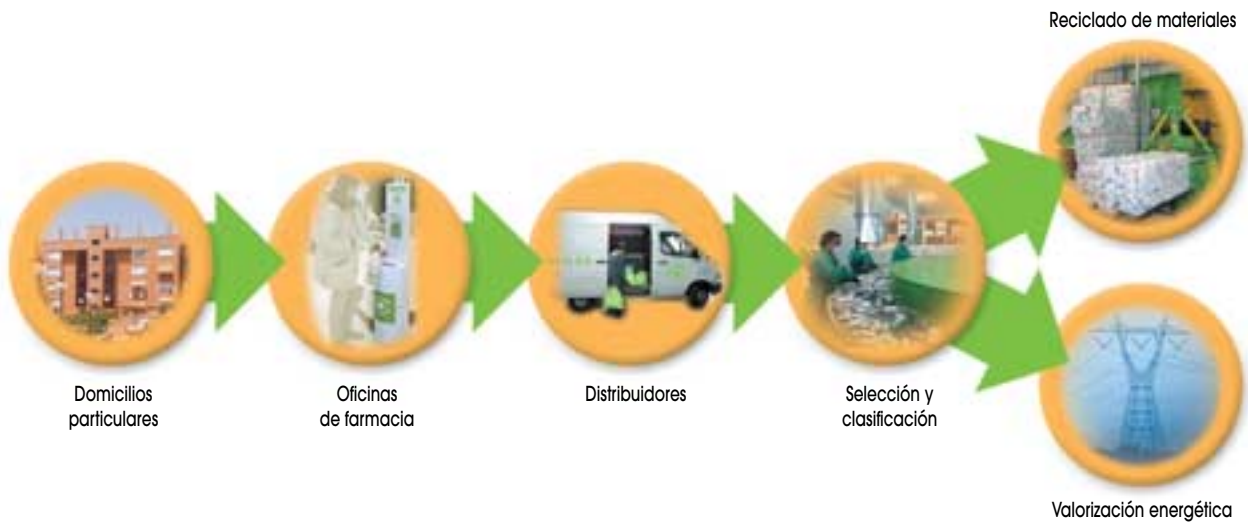 Reciclado de materiales
Domicilios
particulares
Oficinas
de farmacia
Distribuidores
Selección y
clasificación
Valorización energética